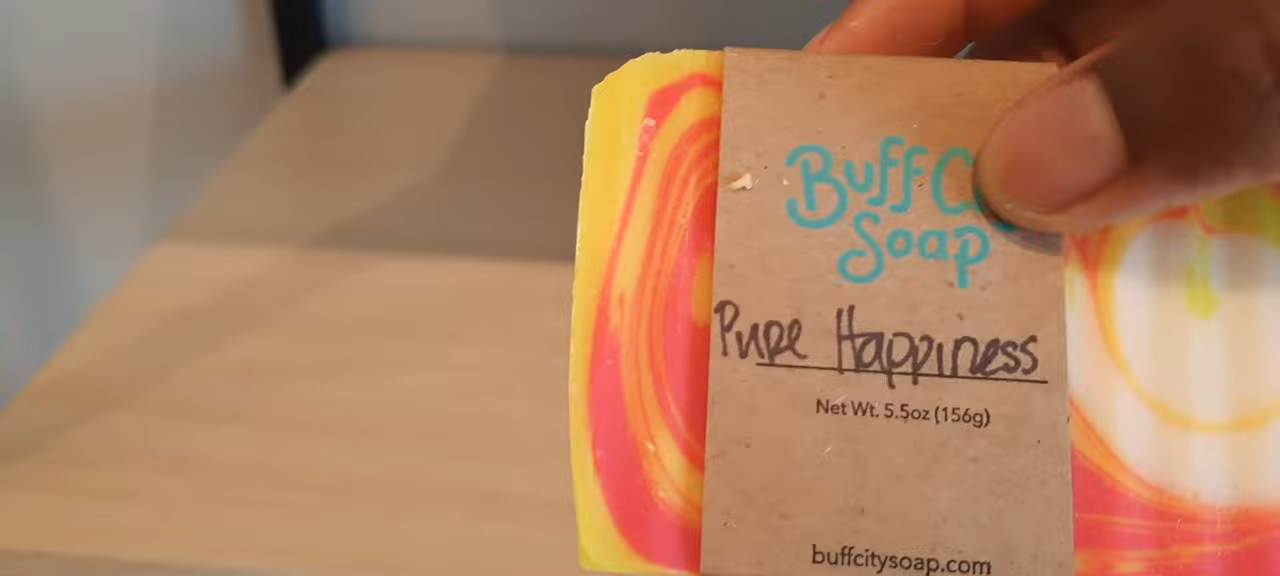 Buff C
Soap
Pure Happiness
Net Wt. 5.5oz (156g)
buffcitysoap.com